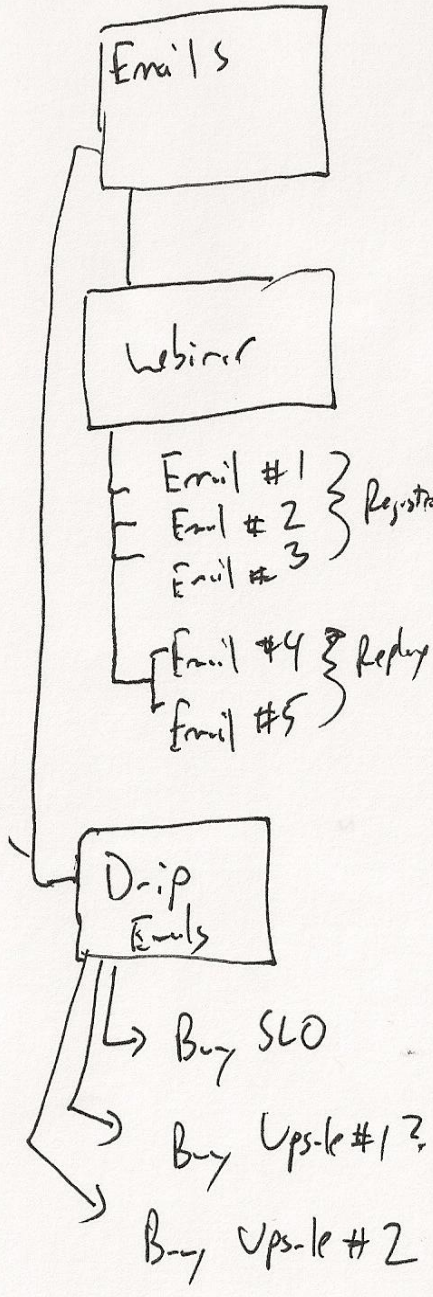 Emails
Webinar
Email #1
Email #2
Email #3
Registra
Email #4
Email #5
Replay
Drip
Emails
Buy SLO
Buy Upsale #1?
Buy Upsale #2